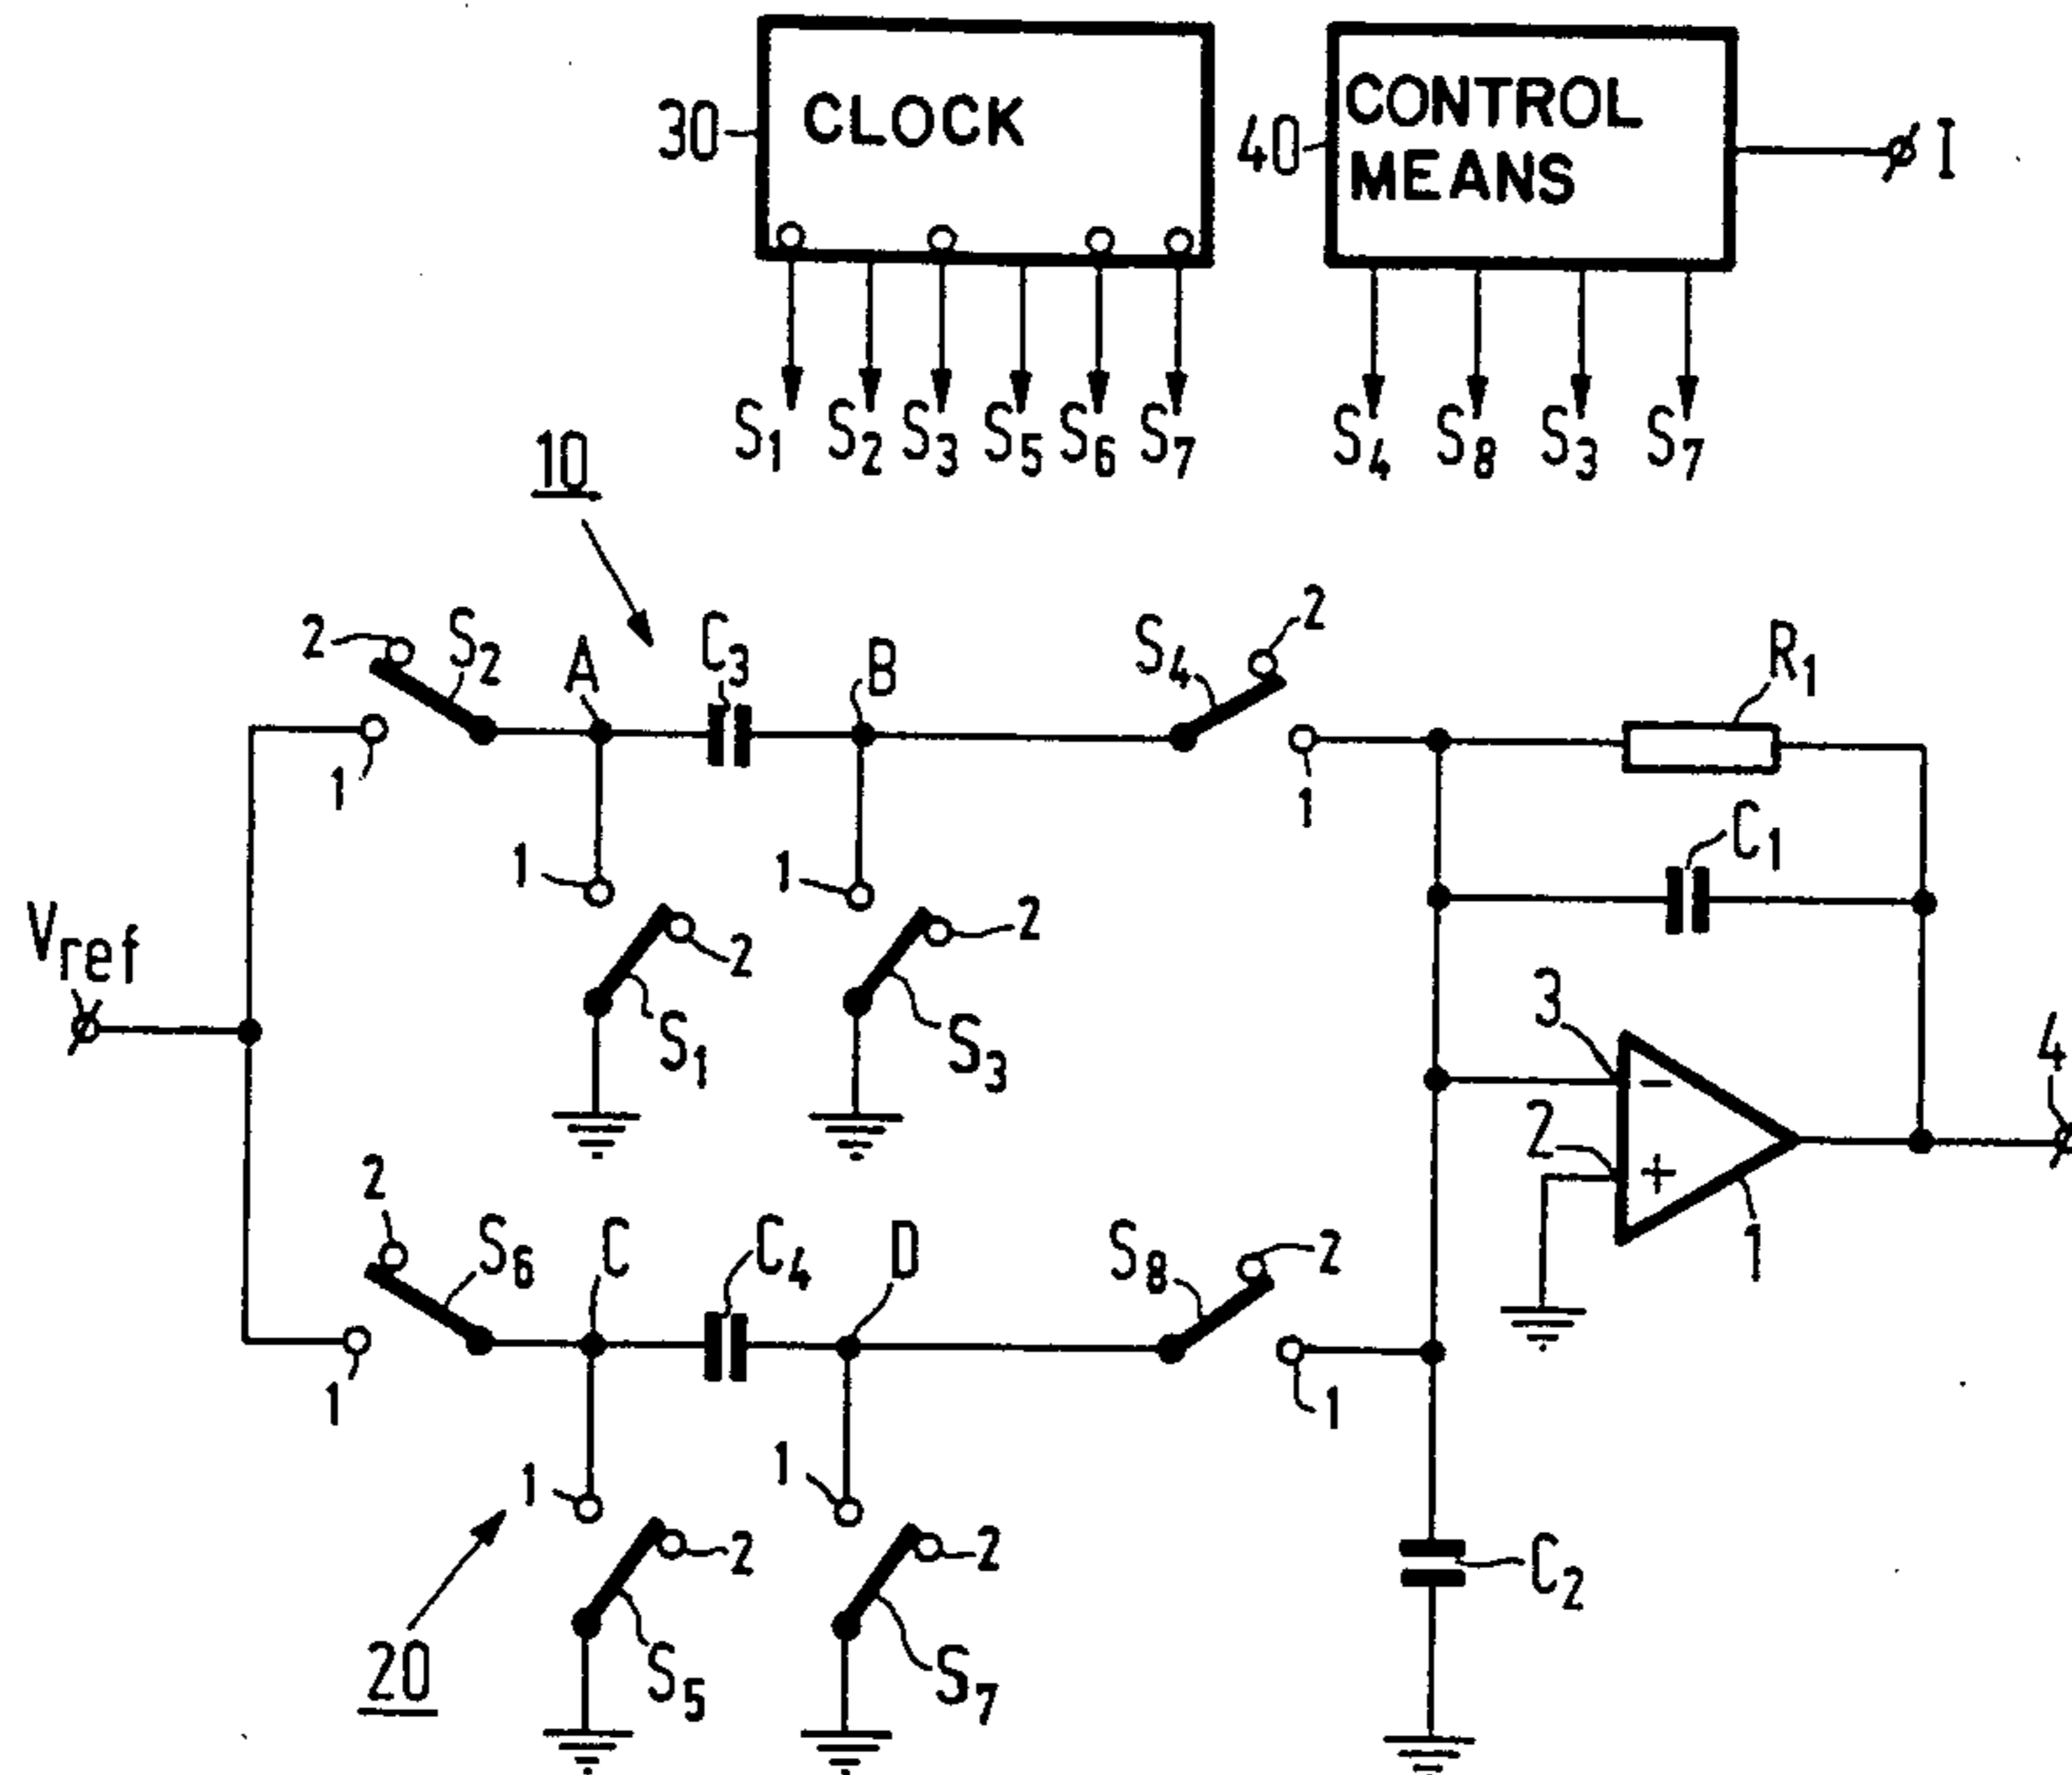 30 CLOCK
40 CONTROL MEANS I
S1 S2 S3 S5 S6 S7
S4 S8 S3 S7
10
2 S2 A C3 B S4 2 R1
1 1
C1
1 1
2 2
Vref
S1 S3
3 -
4
2 +
1
2 S6 C C4 D S8 2
1 1
1 1
2 2
C2
20 S5 S7